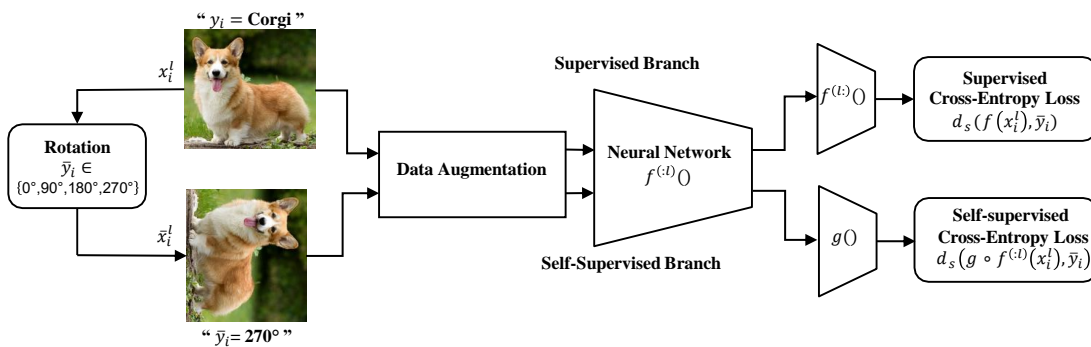 “ y_i = Corgi ”
x_i^l
Rotation
ȳ_i ∈
{0°,90°,180°,270°}
x̄_i^l
“ ȳ_i= 270° ”
Data Augmentation
Supervised Branch
Neural Network
f^(:l)()
Self-Supervised Branch
f^(l:)()
g()
Supervised
Cross-Entropy Loss
d_s(f(x_i^l),ȳ_i)
Self-supervised
Cross-Entropy Loss
d_s(g ∘ f^(:l)(x_i^l),ȳ_i)